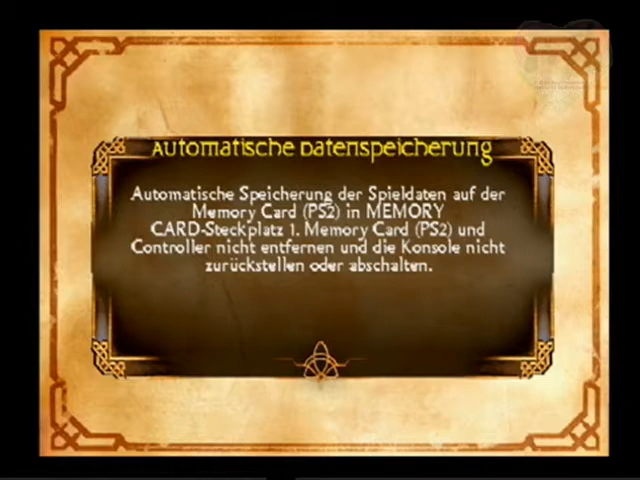 Automatische Datenspeicherung
Automatische Speicherung der Spieldaten auf der
Memory Card (PS2) in MEMORY
CARD-Steckplatz 1. Memory Card (PS2) und
Controller nicht entfernen und die Konsole nicht
zurückstellen oder abschalten.